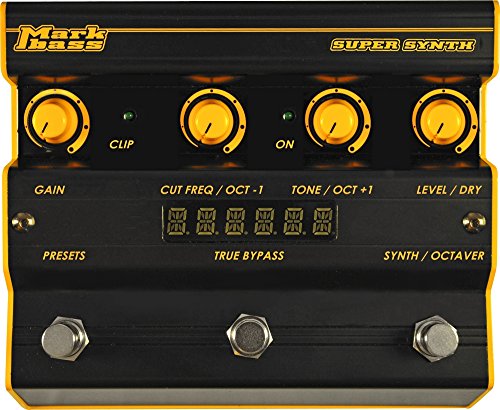 Mark
bass
SUPER SYNTH
CLIP
ON
GAIN
CUT FREQ / OCT -1
TONE / OCT +1
LEVEL / DRY
PRESETS
TRUE BYPASS
SYNTH / OCTAVER